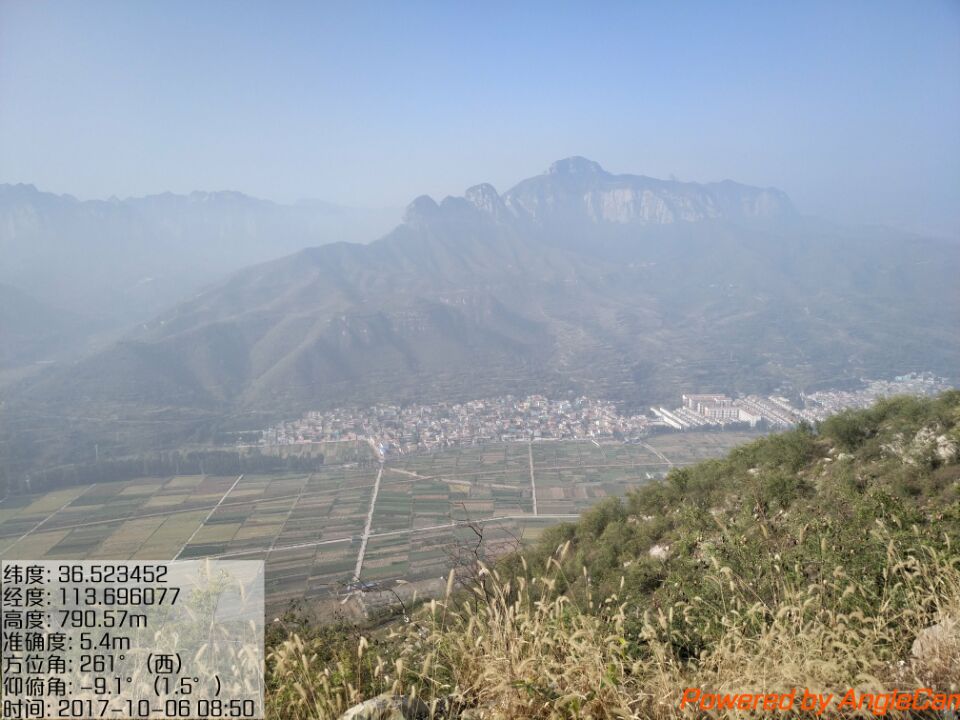 纬度: 36.523452
经度: 113.696077
高度: 790.57m
准确度: 5.4m
方位角: 261° (西)
仰俯角: -9.1° (1.5° )
时间: 2017-10-06 08:50
Powered by AngleCam